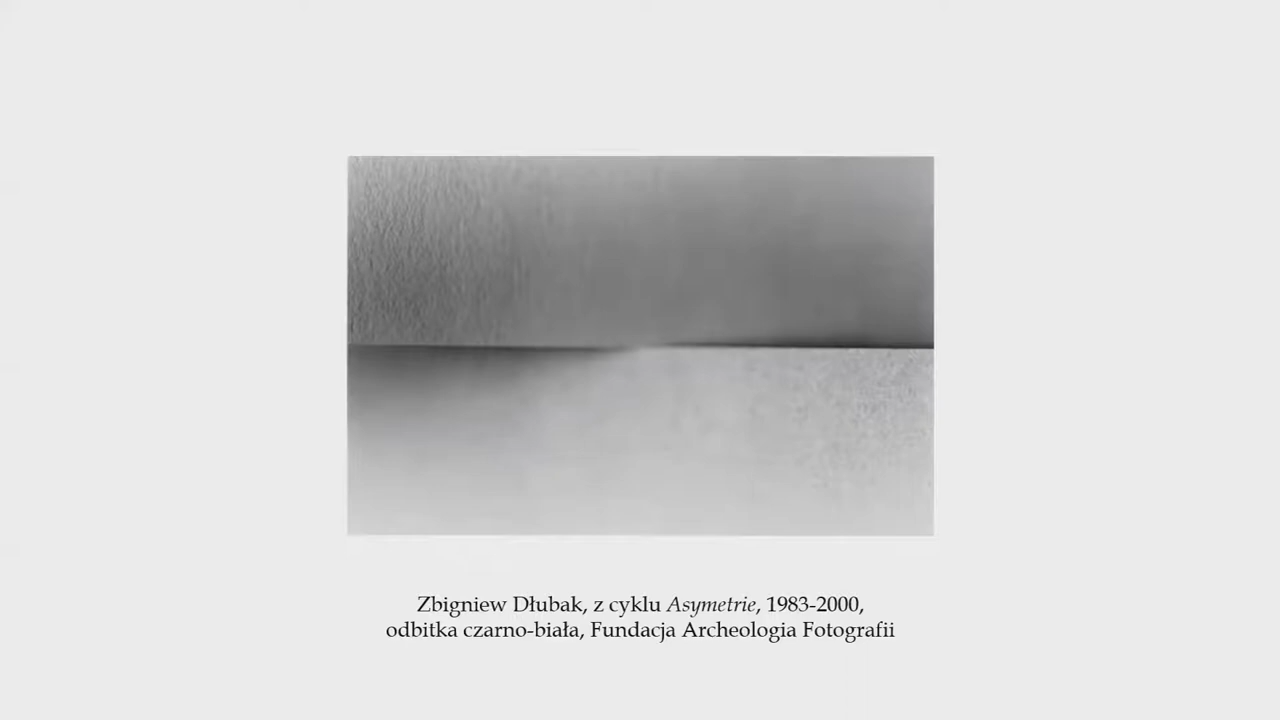 Zbigniew Dłubak, z cyklu Asymetrie, 1983-2000,
odbitka czarno-biała, Fundacja Archeologia Fotografii